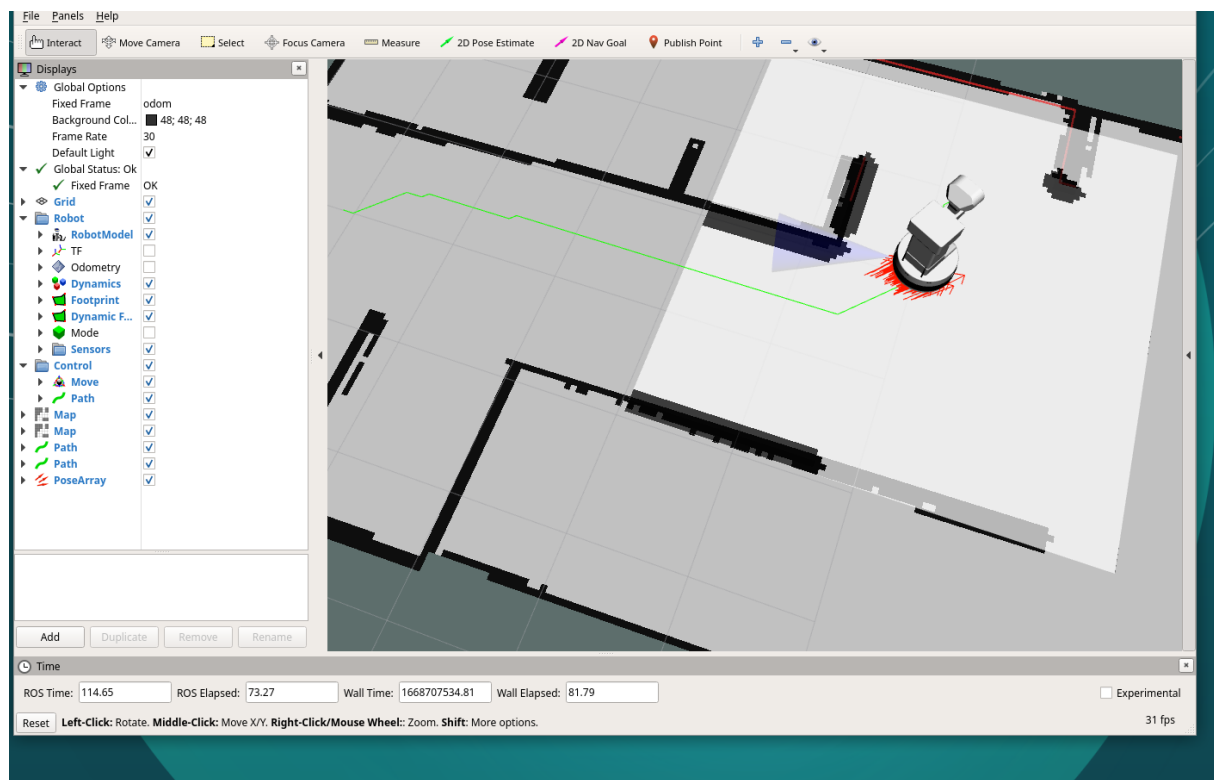 File Panels Help
Interact Move Camera Select Focus Camera Measure 2D Pose Estimate 2D Nav Goal Publish Point
Displays
Global Options
Fixed Frame odom
Background Col... 48; 48; 48
Frame Rate 30
Default Light
Global Status: Ok
Fixed Frame OK
Grid
Robot
RobotModel
TF
Odometry
Dynamics
Footprint
Dynamic F...
Mode
Sensors
Control
Move
Path
Map
Map
Path
Path
PoseArray
Add Duplicate Remove Rename
Time
ROS Time: 114.65 ROS Elapsed: 73.27 Wall Time: 1668707534.81 Wall Elapsed: 81.79 Experimental
Reset Left-Click: Rotate. Middle-Click: Move X/Y. Right-Click/Mouse Wheel:: Zoom. Shift: More options. 31 fps